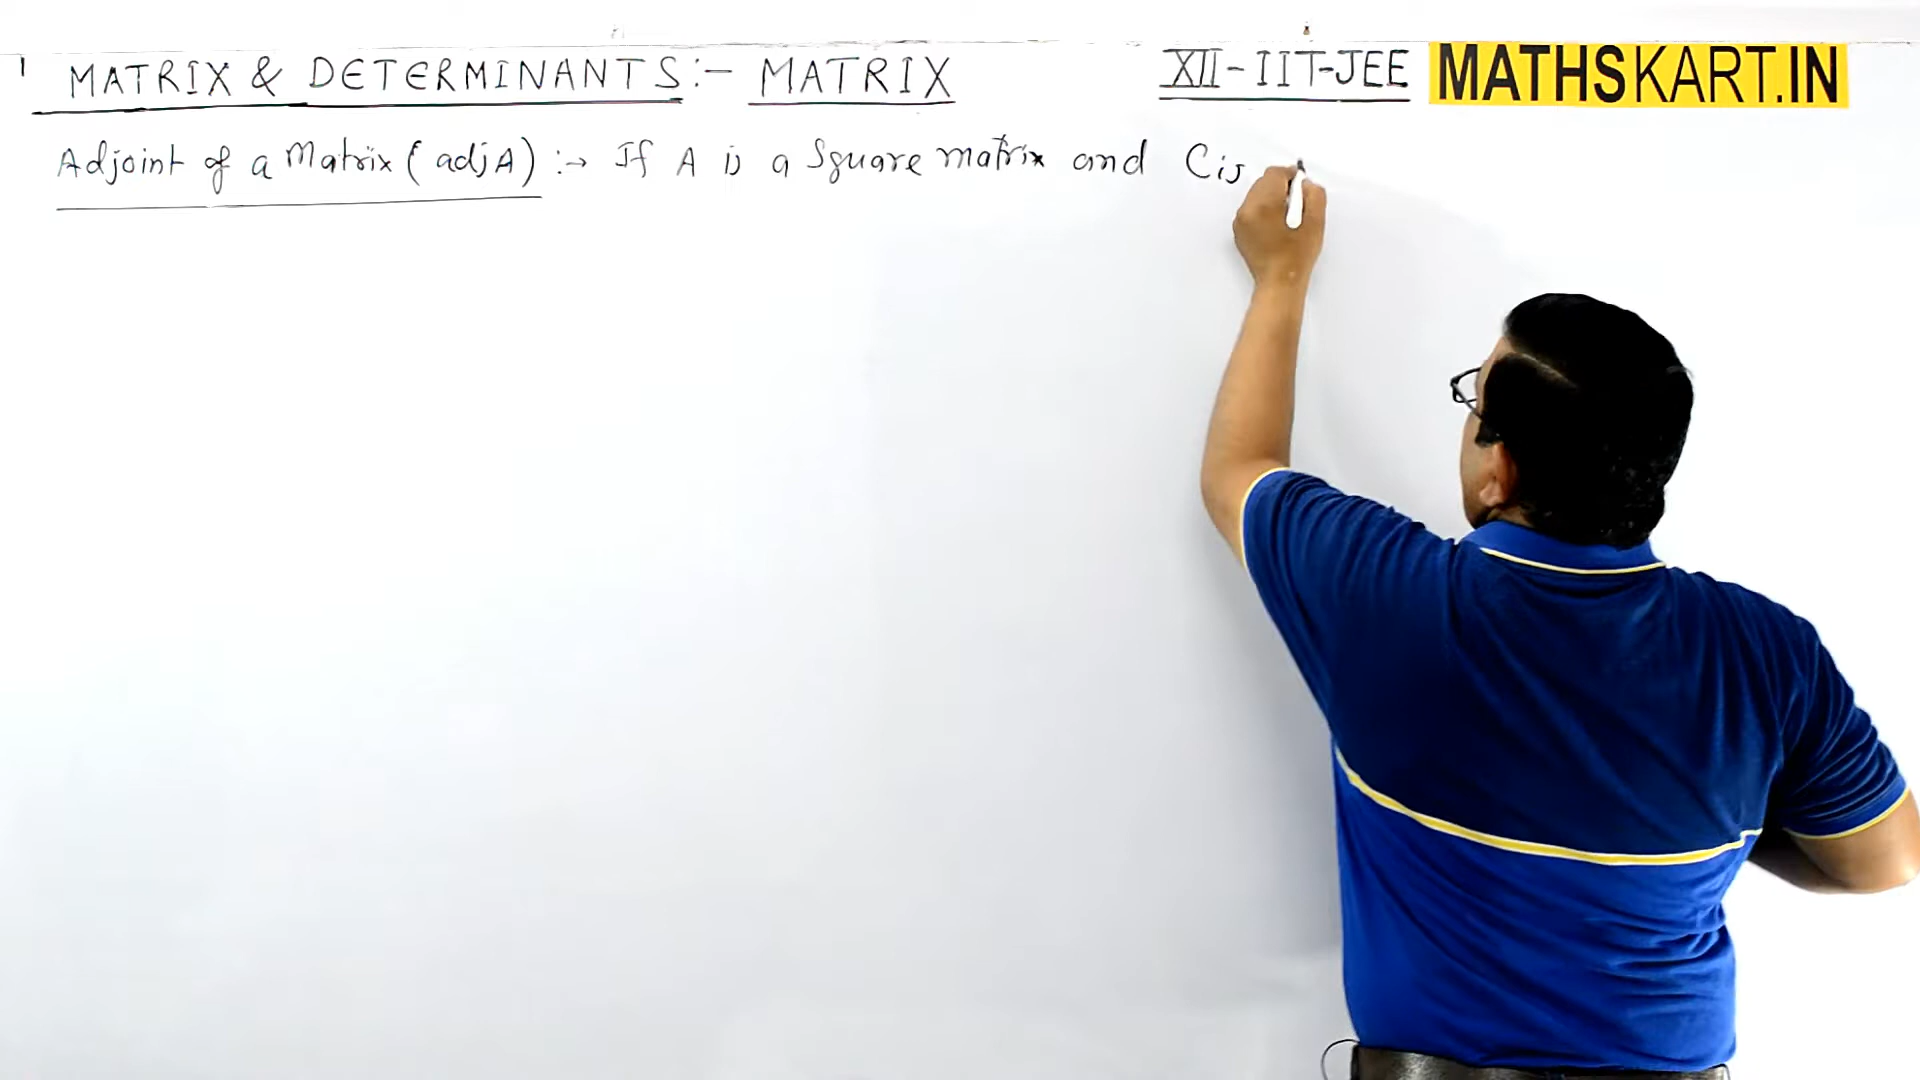 MATRIX & DETERMINANTS:- MATRIX XII-IIT-JEE MATHSKART.IN
Adjoint of a Matrix (adjA) :→ If A is a Square matrix and C is